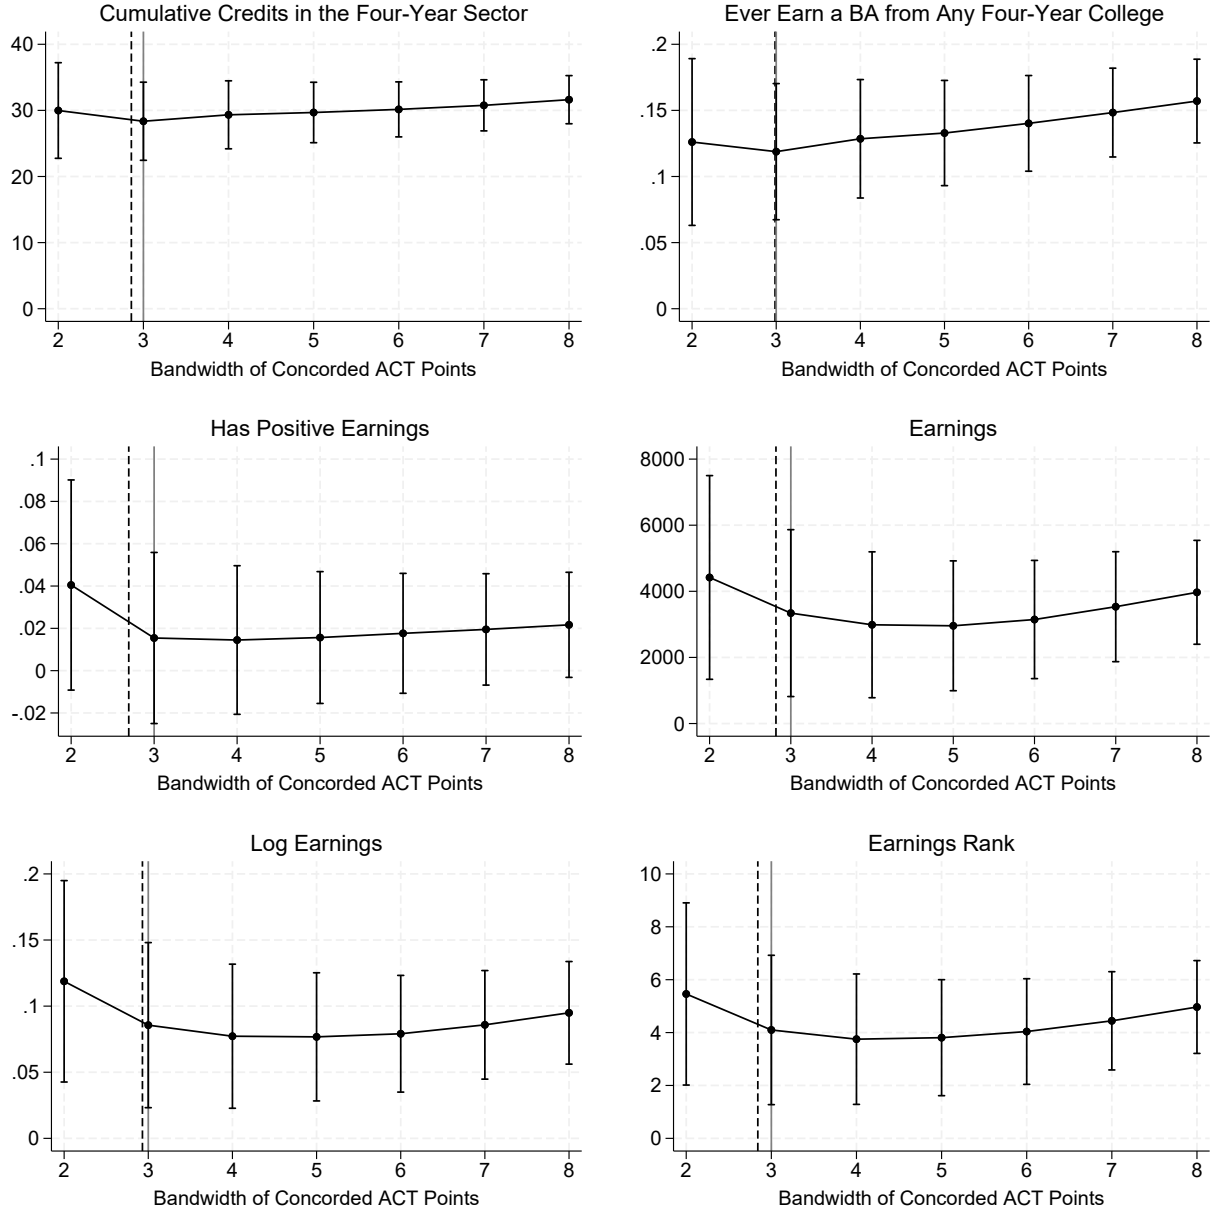 Cumulative Credits in the Four-Year Sector
40
30
20
10
0
2 3 4 5 6 7 8
Bandwidth of Concorded ACT Points
Ever Earn a BA from Any Four-Year College
.2
.15
.1
.05
0
2 3 4 5 6 7 8
Bandwidth of Concorded ACT Points
Has Positive Earnings
.1
.08
.06
.04
.02
0
-.02
2 3 4 5 6 7 8
Bandwidth of Concorded ACT Points
Earnings
8000
6000
4000
2000
0
2 3 4 5 6 7 8
Bandwidth of Concorded ACT Points
Log Earnings
.2
.15
.1
.05
0
2 3 4 5 6 7 8
Bandwidth of Concorded ACT Points
Earnings Rank
10
8
6
4
2
0
2 3 4 5 6 7 8
Bandwidth of Concorded ACT Points